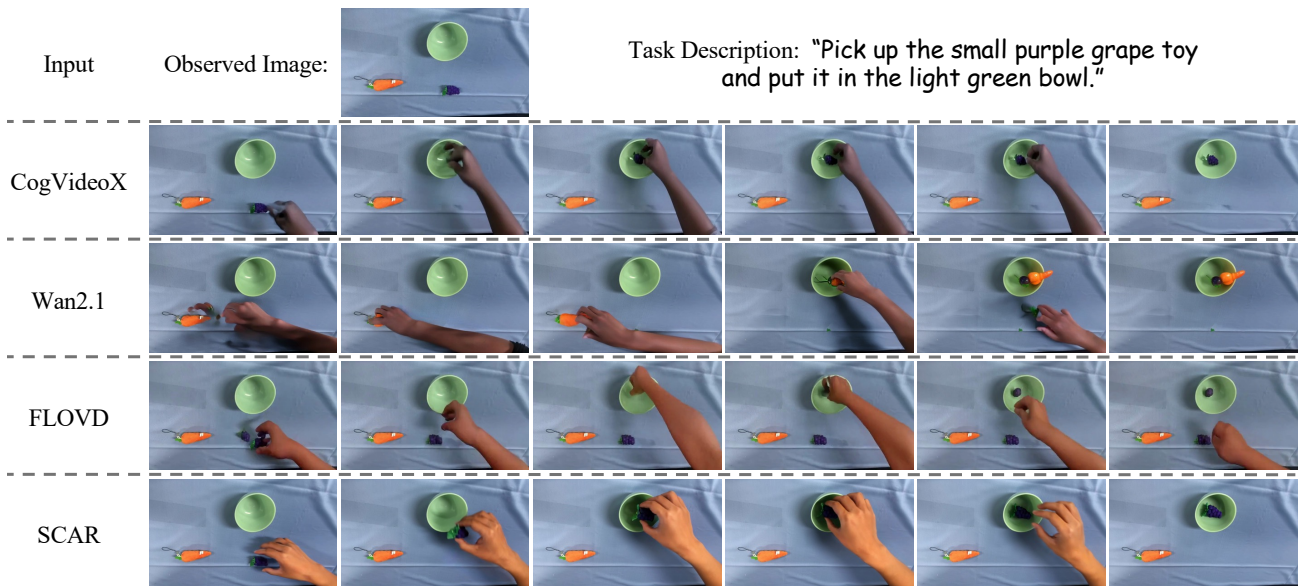 Input
Observed Image:
Task Description: “Pick up the small purple grape toy
and put it in the light green bowl.”
CogVideoX
Wan2.1
FLOVD
SCAR